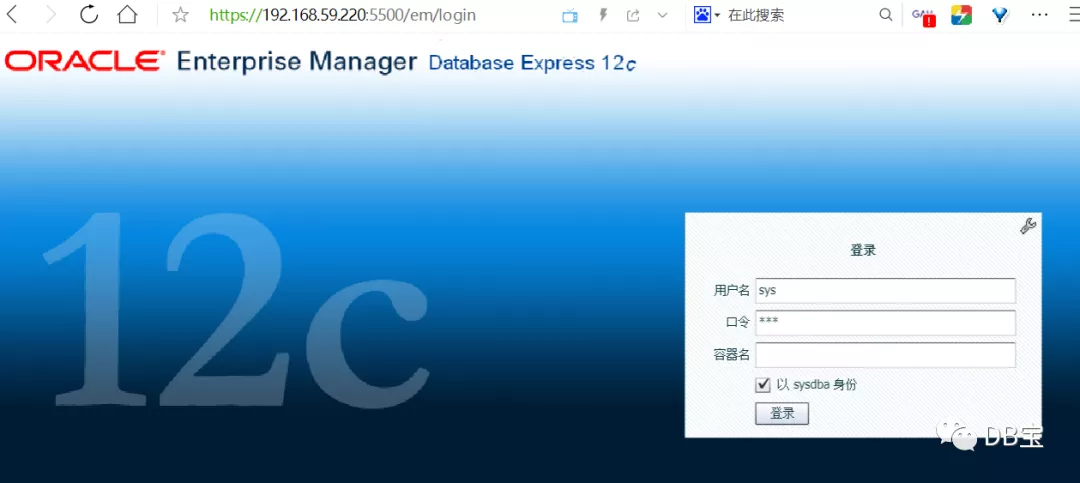 https://192.168.59.220:5500/em/login
在此搜索
ORACLE Enterprise Manager Database Express 12c
12c
登录
用户名 sys
口令 ***
容器名
以 sysdba 身份
登录
DB宝